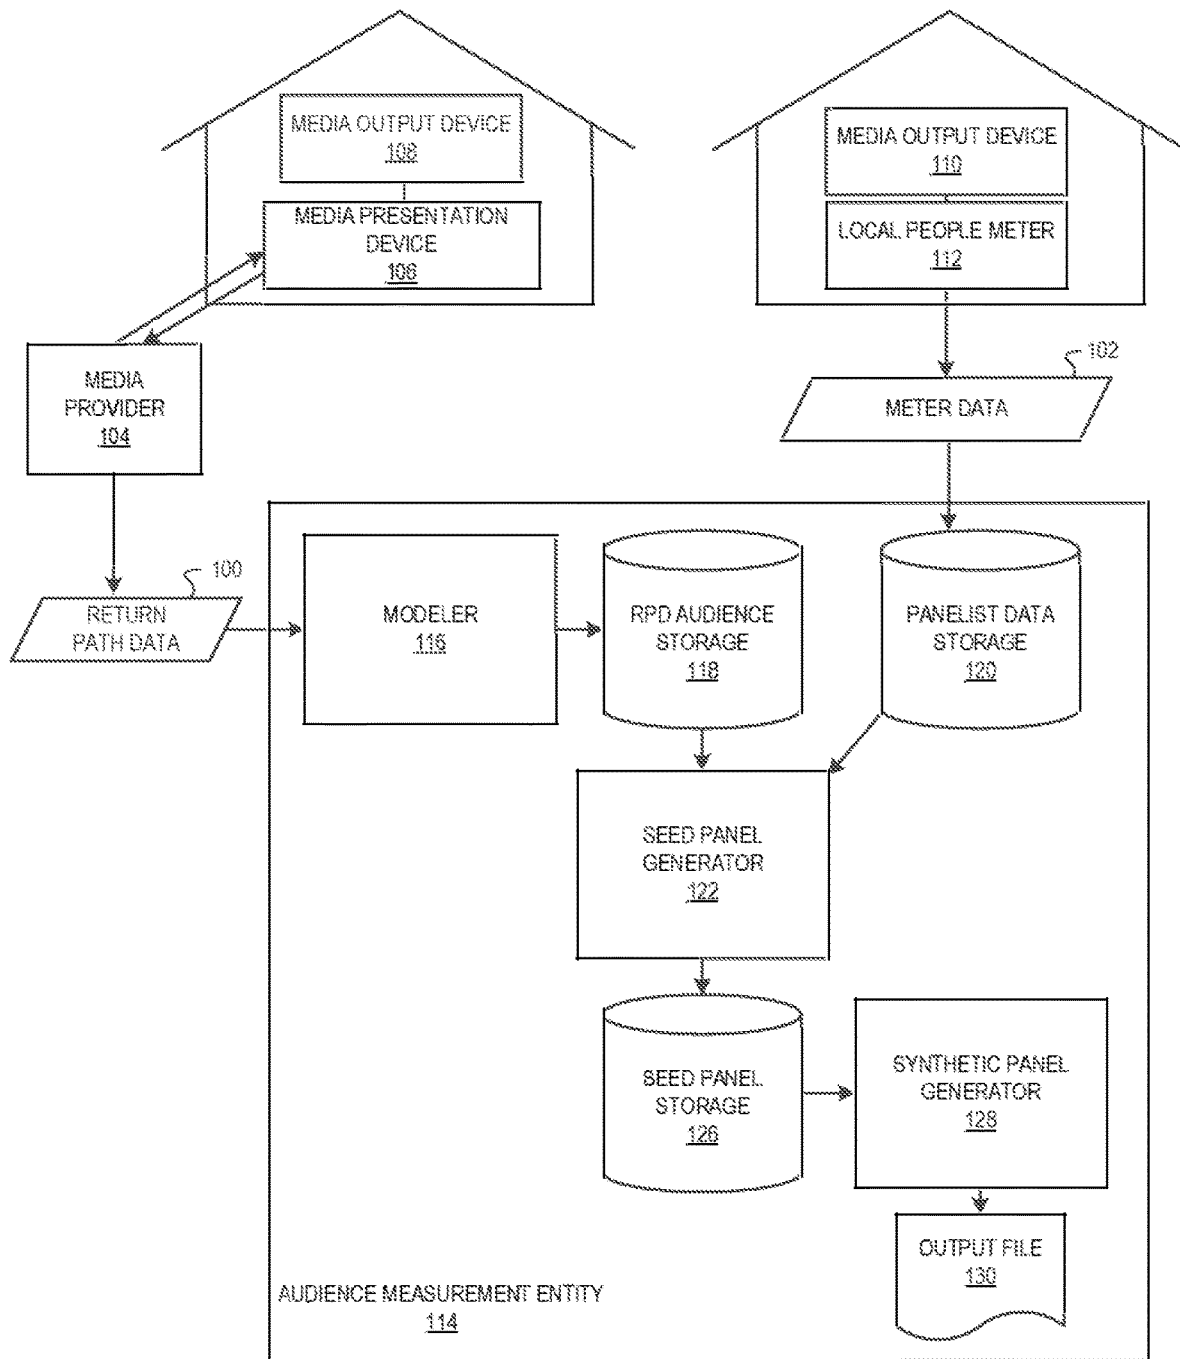 MEDIA OUTPUT DEVICE
108
MEDIA PRESENTATION
DEVICE
106
MEDIA OUTPUT DEVICE
110
LOCAL PEOPLE METER
112
MEDIA
PROVIDER
104
102
METER DATA
100
RETURN
PATH DATA
MODELER
116
RPD AUDIENCE
STORAGE
118
PANELIST DATA
STORAGE
120
SEED PANEL
GENERATOR
122
SEED PANEL
STORAGE
126
SYNTHETIC PANEL
GENERATOR
128
OUTPUT FILE
130
AUDIENCE MEASUREMENT ENTITY
114